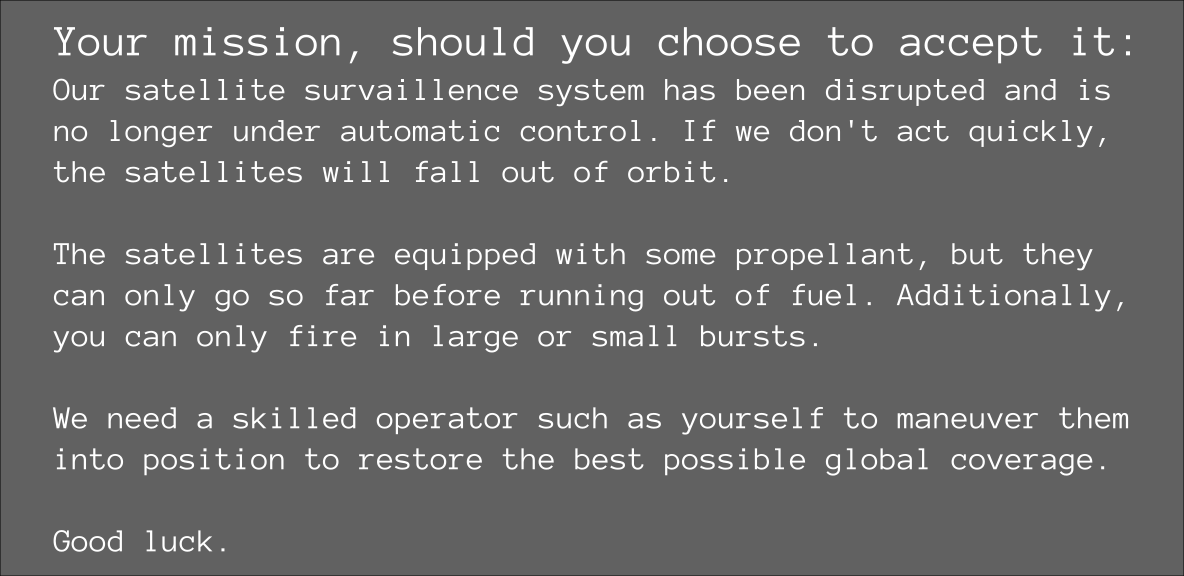 Your mission, should you choose to accept it:
Our satellite survaillence system has been disrupted and is
no longer under automatic control. If we don't act quickly,
the satellites will fall out of orbit.
The satellites are equipped with some propellant, but they
can only go so far before running out of fuel. Additionally,
you can only fire in large or small bursts.
We need a skilled operator such as yourself to maneuver them
into position to restore the best possible global coverage.
Good luck.